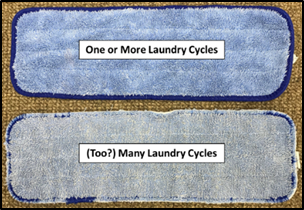 One or More Laundry Cycles
(Too?) Many Laundry Cycles